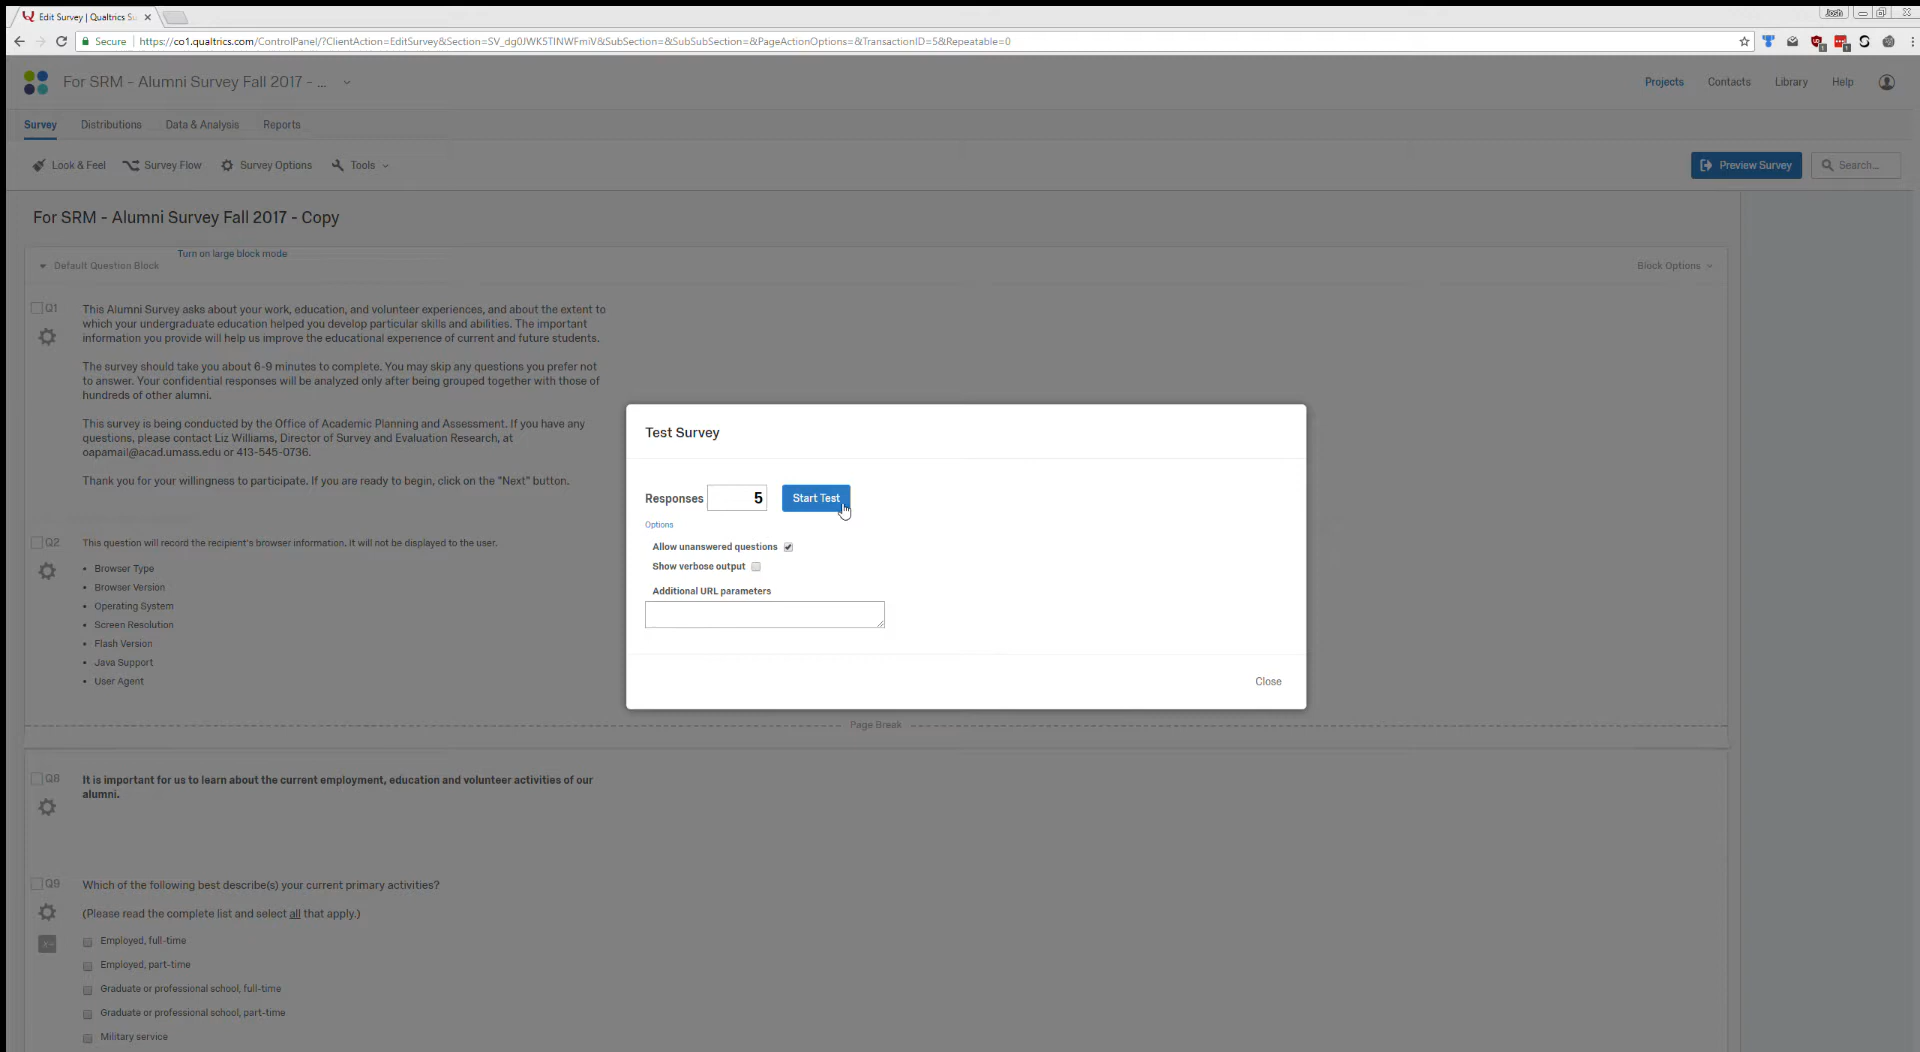 Edit Survey | Qualtrics Su
Josh
Secure | https://co1.qualtrics.com/ControlPanel/?ClientAction=EditSurvey&Section=SV_dg0JWK5TINWFmiV&SubSection=&SubSubSection=&PageActionOptions=&TransactionID=5&Repeatable=0
For SRM - Alumni Survey Fall 2017 - ...
Projects Contacts Library Help
Survey Distributions Data & Analysis Reports
Look & Feel Survey Flow Survey Options Tools
Preview Survey Search...
For SRM - Alumni Survey Fall 2017 - Copy
Turn on large block mode
Default Question Block Block Options
Q1 This Alumni Survey asks about your work, education, and volunteer experiences, and about the extent to
which your undergraduate education helped you develop particular skills and abilities. The important
information you provide will help us improve the educational experience of current and future students.
The survey should take you about 6-9 minutes to complete. You may skip any questions you prefer not
to answer. Your confidential responses will be analyzed only after being grouped together with those of
hundreds of other alumni.
This survey is being conducted by the Office of Academic Planning and Assessment. If you have any
questions, please contact Liz Williams, Director of Survey and Evaluation Research, at
oapamail@acad.umass.edu or 413-545-0736.
Thank you for your willingness to participate. If you are ready to begin, click on the "Next" button.
Q2 This question will record the recipient's browser information. It will not be displayed to the user.
• Browser Type
• Browser Version
• Operating System
• Screen Resolution
• Flash Version
• Java Support
• User Agent
Test Survey
Responses 5 Start Test
Options
Allow unanswered questions
Show verbose output
Additional URL parameters
Close
Page Break
Q8 It is important for us to learn about the current employment, education and volunteer activities of our
alumni.
Q9 Which of the following best describe(s) your current primary activities?
(Please read the complete list and select all that apply.)
Employed, full-time
Employed, part-time
Graduate or professional school, full-time
Graduate or professional school, part-time
Military service